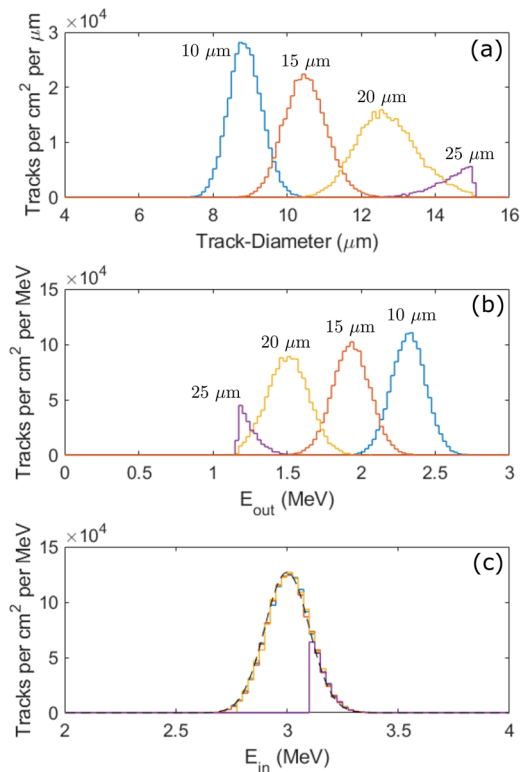 ×10⁴
(a)
3
2
1
0
Tracks per cm² per μm
10 μm
15 μm
20 μm
25 μm
4 6 8 10 12 14 16
Track-Diameter (μm)
×10⁴
(b)
15
10
5
0
Tracks per cm² per MeV
25 μm
20 μm
15 μm
10 μm
0 0.5 1 1.5 2 2.5 3
E_out (MeV)
×10⁴
(c)
15
10
5
0
Tracks per cm² per MeV
2 2.5 3 3.5 4
E_in (MeV)